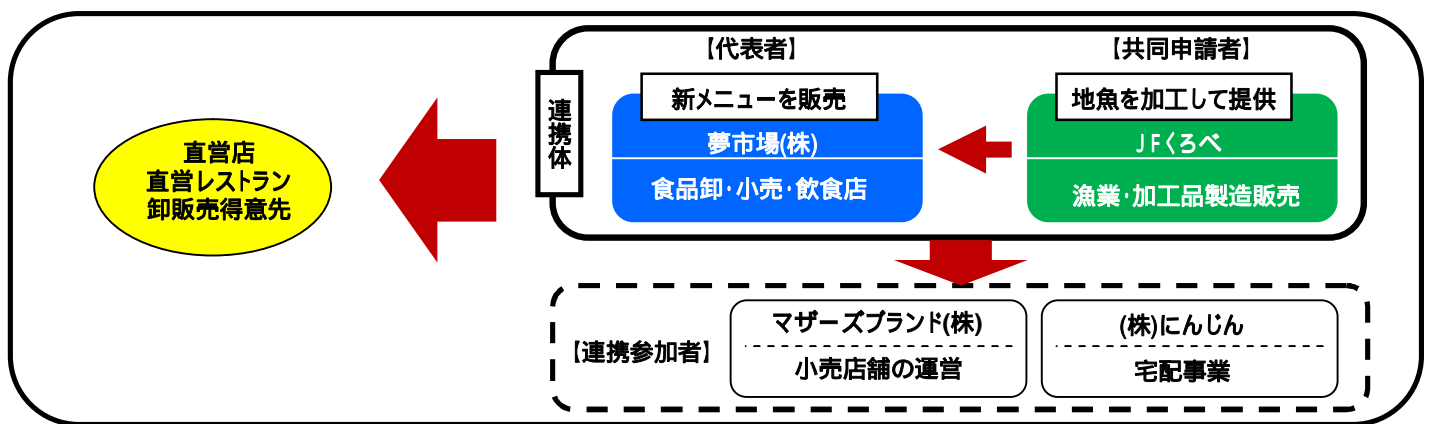 【代表者】
【共同申請者】
連携体
新メニューを販売
地魚を加工して提供
夢市場(株)
JFくろべ
食品卸・小売・飲食店
漁業・加工品製造販売
直営店
直営レストラン
卸販売得意先
【連携参加者】
マザーズブランド(株)
小売店舗の運営
(株)にんじん
宅配事業